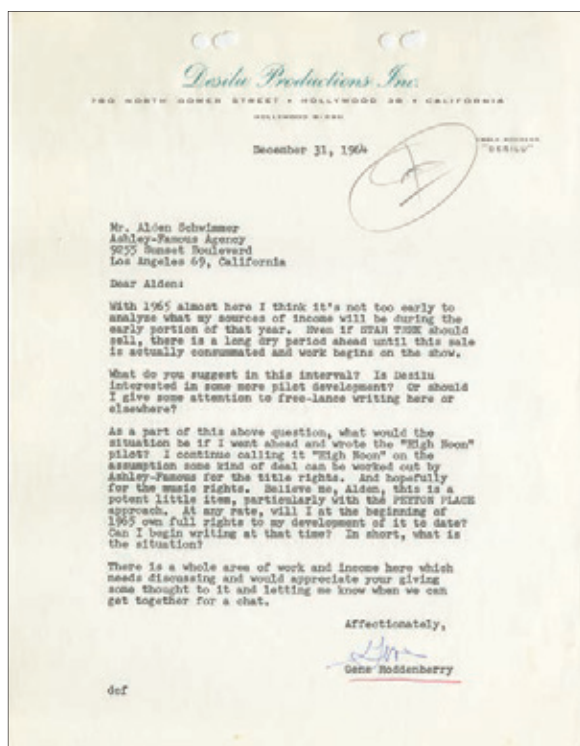 Desilu Productions Inc.
780 NORTH GOWER STREET • HOLLYWOOD 38 • CALIFORNIA
HOLLYWOOD
December 31, 1964
"DESILU"
Mr. Alden Schwimmer
Ashley-Famous Agency
9255 Sunset Boulevard
Los Angeles 69, California
Dear Alden:
With 1965 almost here I think it's not too early to
analyze what my sources of income will be during the
early portion of that year. Even if STAR TREK should
sell, there is a long dry period ahead until this sale
is actually consummated and work begins on the show.
What do you suggest in this interval? Is Desilu
interested in some more pilot development? Or should
I give some attention to free-lance writing here or
elsewhere?
As a part of this above question, what would the
situation be if I went ahead and wrote the "High Noon"
pilot? I continue calling it "High Noon" on the
assumption some kind of deal can be worked out by
Ashley-Famous for the title rights. And hopefully
for the music rights. Believe me, Alden, this is a
potent little item, particularly with the PEYTON PLACE
approach. At any rate, will I at the beginning of
1965 own full rights to my development of it to date?
Can I begin writing at that time? In short, what is
the situation?
There is a whole area of work and income here which
needs discussing and would appreciate your giving
some thought to it and letting me know when we can
get together for a chat.
Affectionately,
Gene
Gene Roddenberry
def